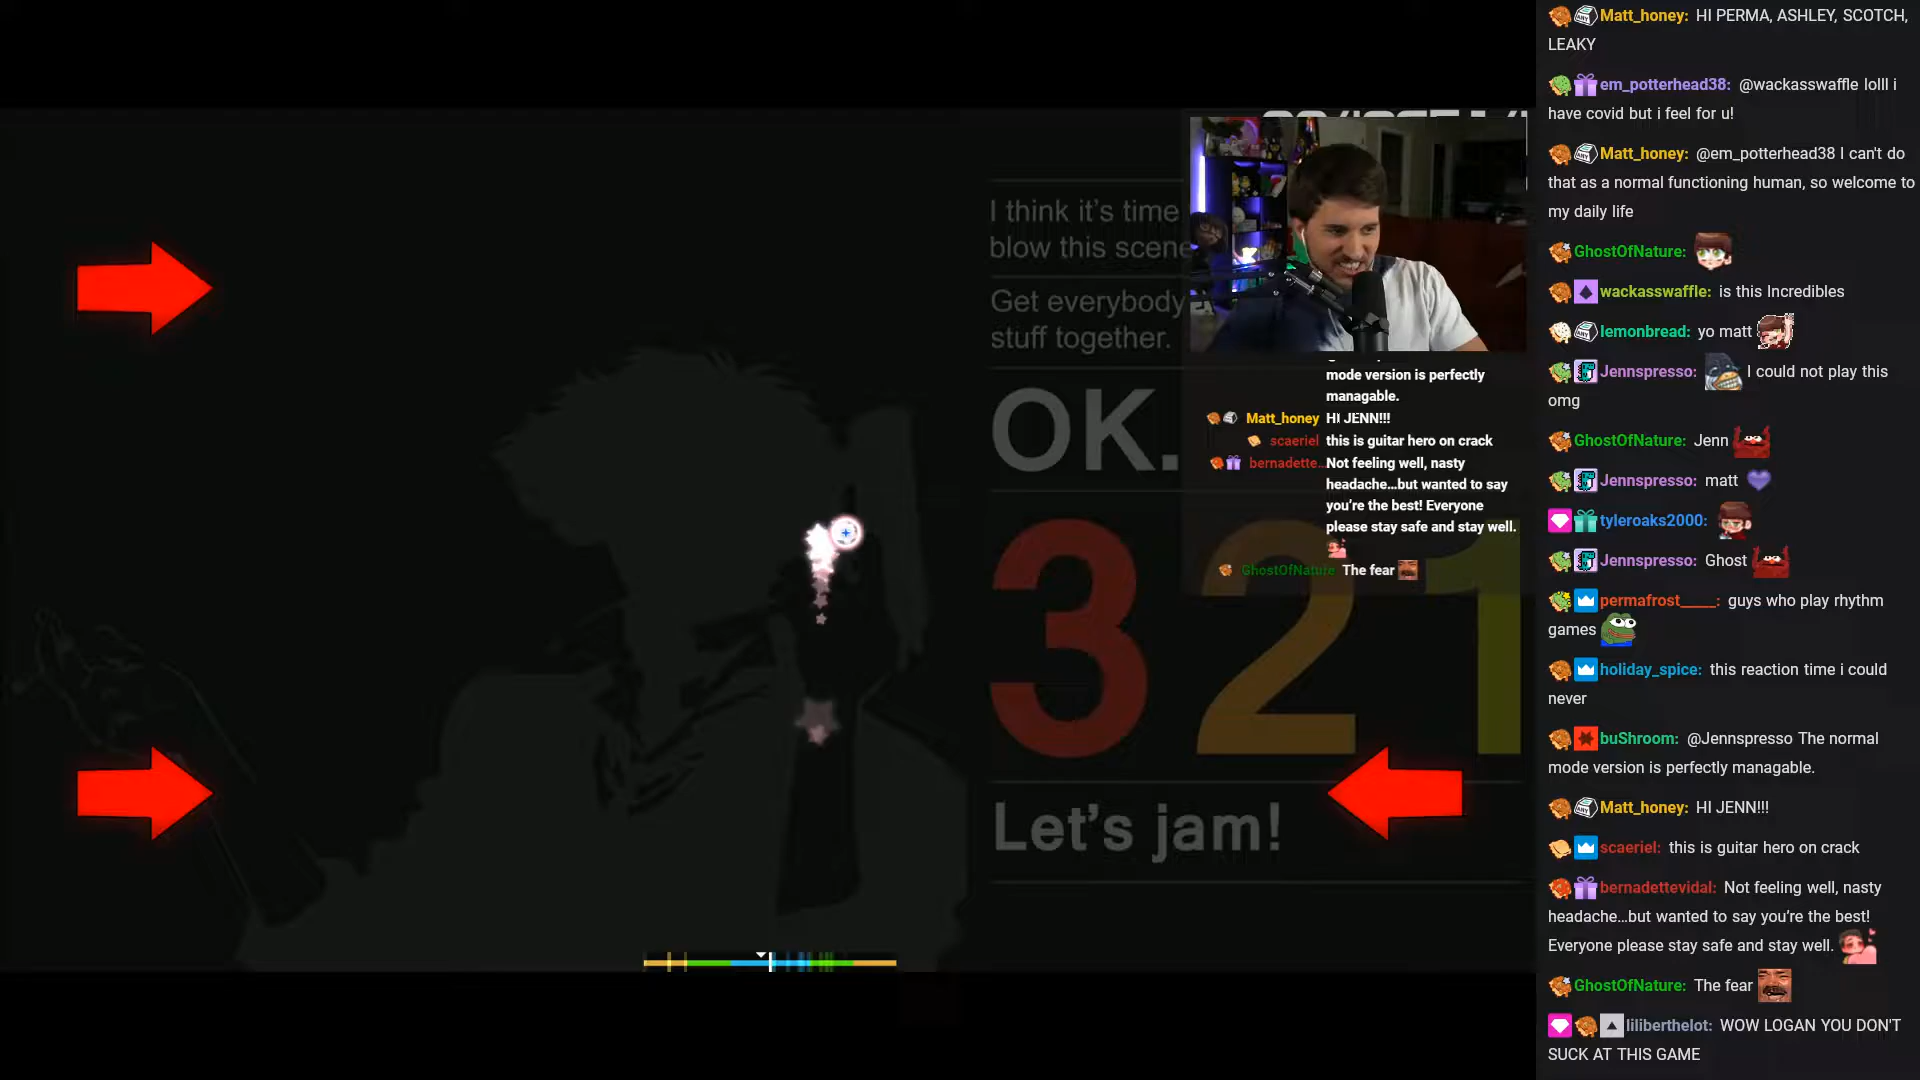 I think it's time
blow this scene
Get everybody
stuff together.
OK.
3 2 1
Let's jam!
mode version is perfectly
managable.
Matt_honey HI JENN!!!
scaeriel this is guitar hero on crack
bernadette... Not feeling well, nasty
headache...but wanted to say
you're the best! Everyone
please stay safe and stay well.
GhostOfNature The fear
Matt_honey: HI PERMA, ASHLEY, SCOTCH,
LEAKY
em_potterhead38: @wackasswaffle lolll i
have covid but i feel for u!
Matt_honey: @em_potterhead38 I can't do
that as a normal functioning human, so welcome to
my daily life
GhostOfNature:
wackasswaffle: is this Incredibles
lemonbread: yo matt
Jennspresso: I could not play this
omg
GhostOfNature: Jenn
Jennspresso: matt
tyleroaks2000:
Jennspresso: Ghost
permafrost_____: guys who play rhythm
games
holiday_spice: this reaction time i could
never
buShroom: @Jennspresso The normal
mode version is perfectly managable.
Matt_honey: HI JENN!!!
scaeriel: this is guitar hero on crack
bernadettevidal: Not feeling well, nasty
headache...but wanted to say you're the best!
Everyone please stay safe and stay well.
GhostOfNature: The fear
liliberthelot: WOW LOGAN YOU DON'T
SUCK AT THIS GAME